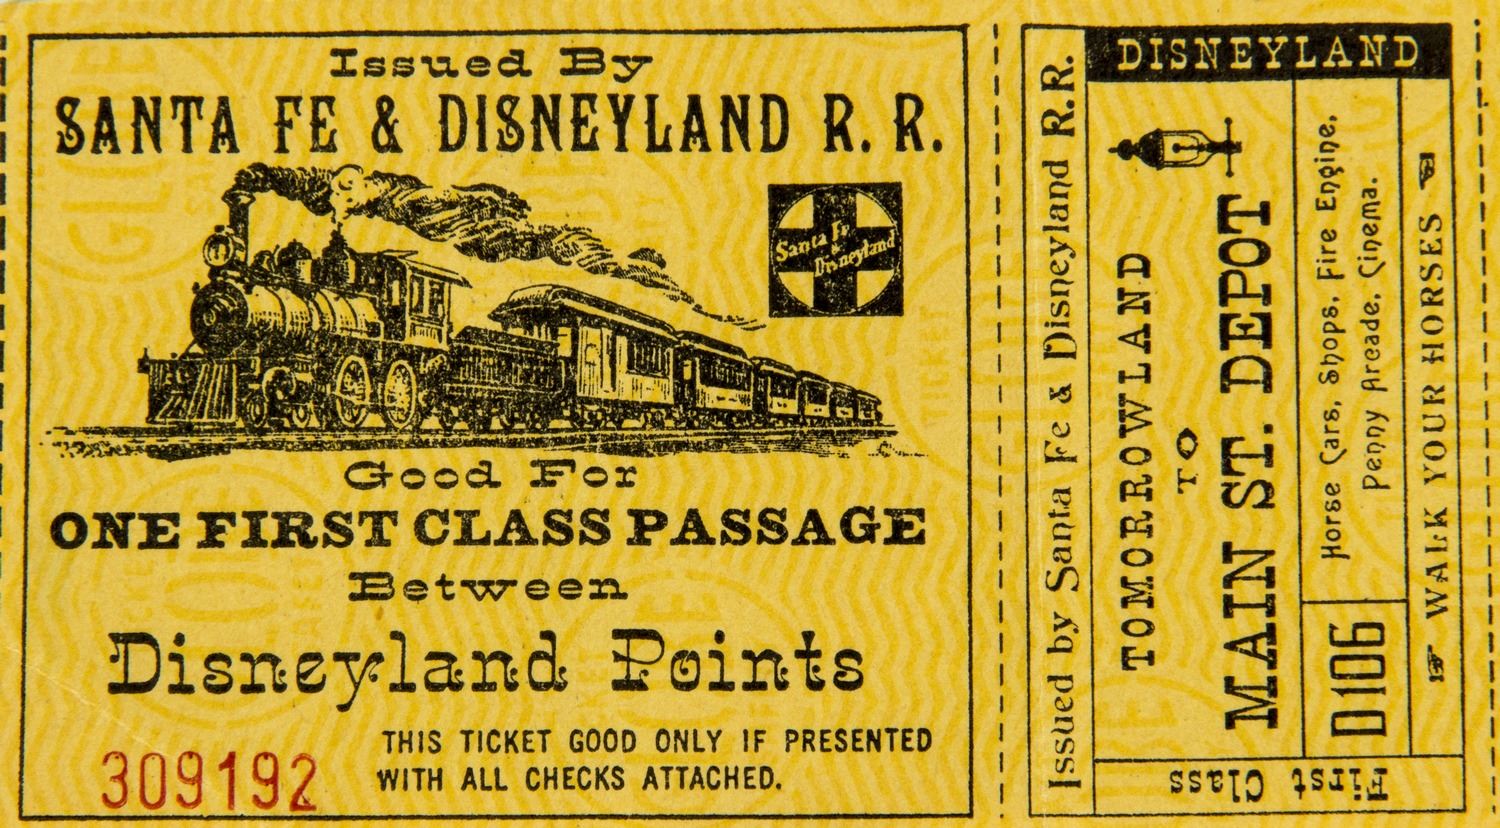 Issued By
SANTA FE & DISNEYLAND R. R.
Santa Fe
&
Disneyland
Good For
ONE FIRST CLASS PASSAGE
Between
Disneyland Points
THIS TICKET GOOD ONLY IF PRESENTED
WITH ALL CHECKS ATTACHED.
309192
Issued by Santa Fe & Disneyland R.R.
DISNEYLAND
TOMORROWLAND
TO
MAIN ST. DEPOT
Horse Cars, Shops, Fire Engine,
Penny Arcade, Cinema.
D106
WALK YOUR HORSES
First Class
GLOBE
TICKET